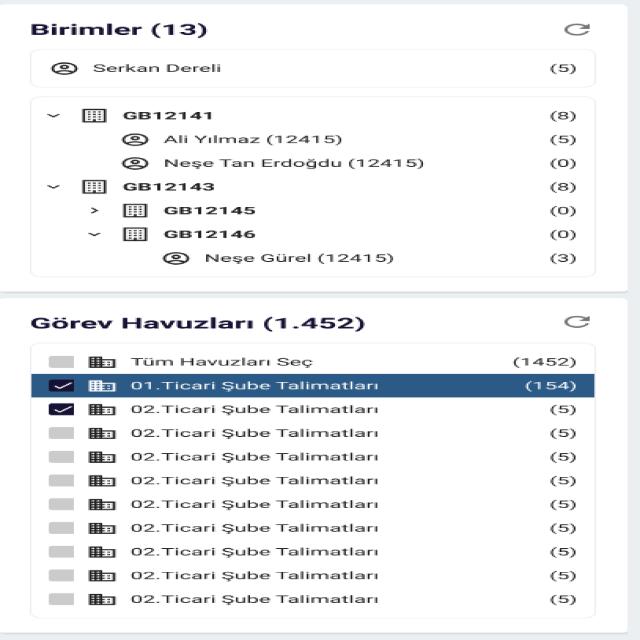 Birimler (13)
Serkan Dereli (5)
GB12141 (8)
Ali Yılmaz (12415) (5)
Neşe Tan Erdoğdu (12415) (0)
GB12143 (8)
GB12145 (0)
GB12146 (0)
Neşe Gürel (12415) (3)
Görev Havuzları (1.452)
Tüm Havuzları Seç (1452)
01.Ticari Şube Talimatları (154)
02.Ticari Şube Talimatları (5)
02.Ticari Şube Talimatları (5)
02.Ticari Şube Talimatları (5)
02.Ticari Şube Talimatları (5)
02.Ticari Şube Talimatları (5)
02.Ticari Şube Talimatları (5)
02.Ticari Şube Talimatları (5)
02.Ticari Şube Talimatları (5)
02.Ticari Şube Talimatları (5)